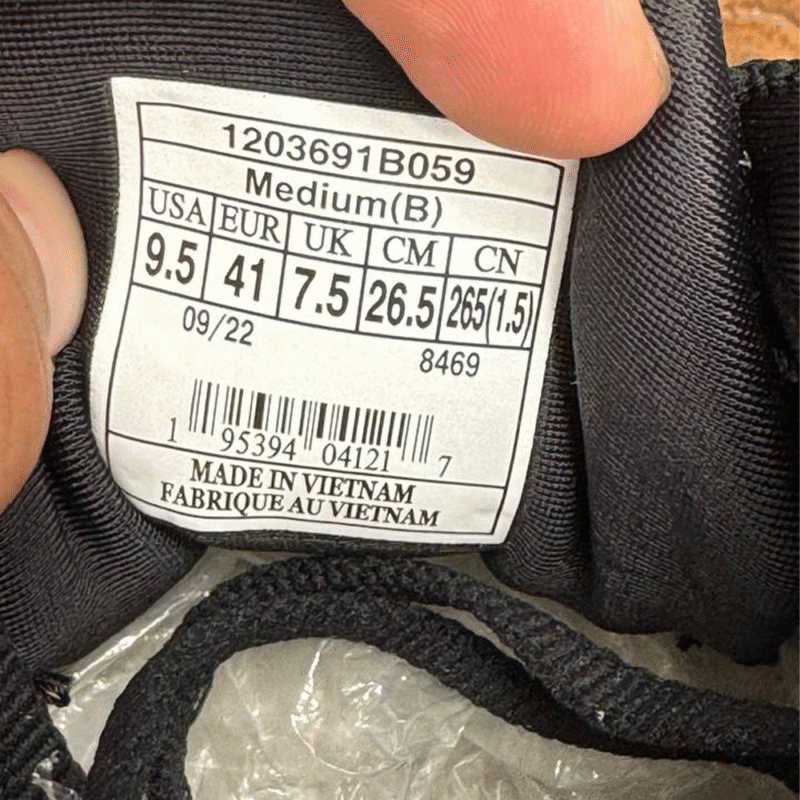 1203691B059
Medium(B)
USA EUR UK CM CN
9.5 41 7.5 26.5 265(1.5)
09/22
8469
1 95394 04121 7
MADE IN VIETNAM
FABRIQUE AU VIETNAM